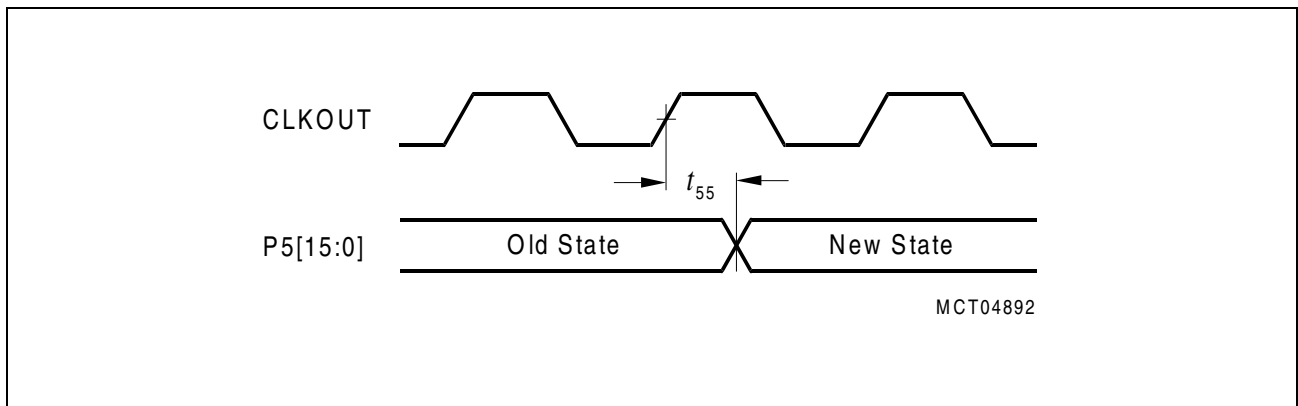 CLKOUT
t55
P5[15:0] Old State New State
MCT04892